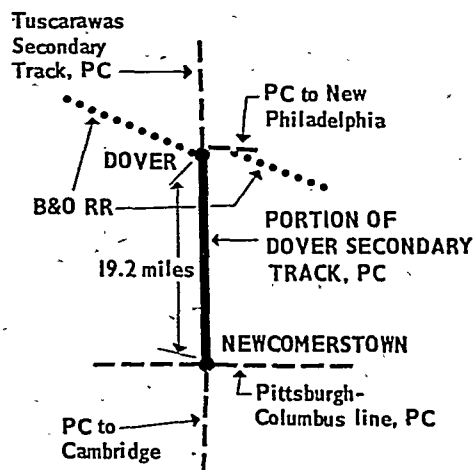 Tuscarawas
Secondary
Track, PC
PC to New
Philadelphia
DOVER
B&O RR
PORTION OF
DOVER SECONDARY
TRACK, PC
19.2 miles
NEWCOMERSTOWN
Pittsburgh-
Columbus line, PC
PC to
Cambridge